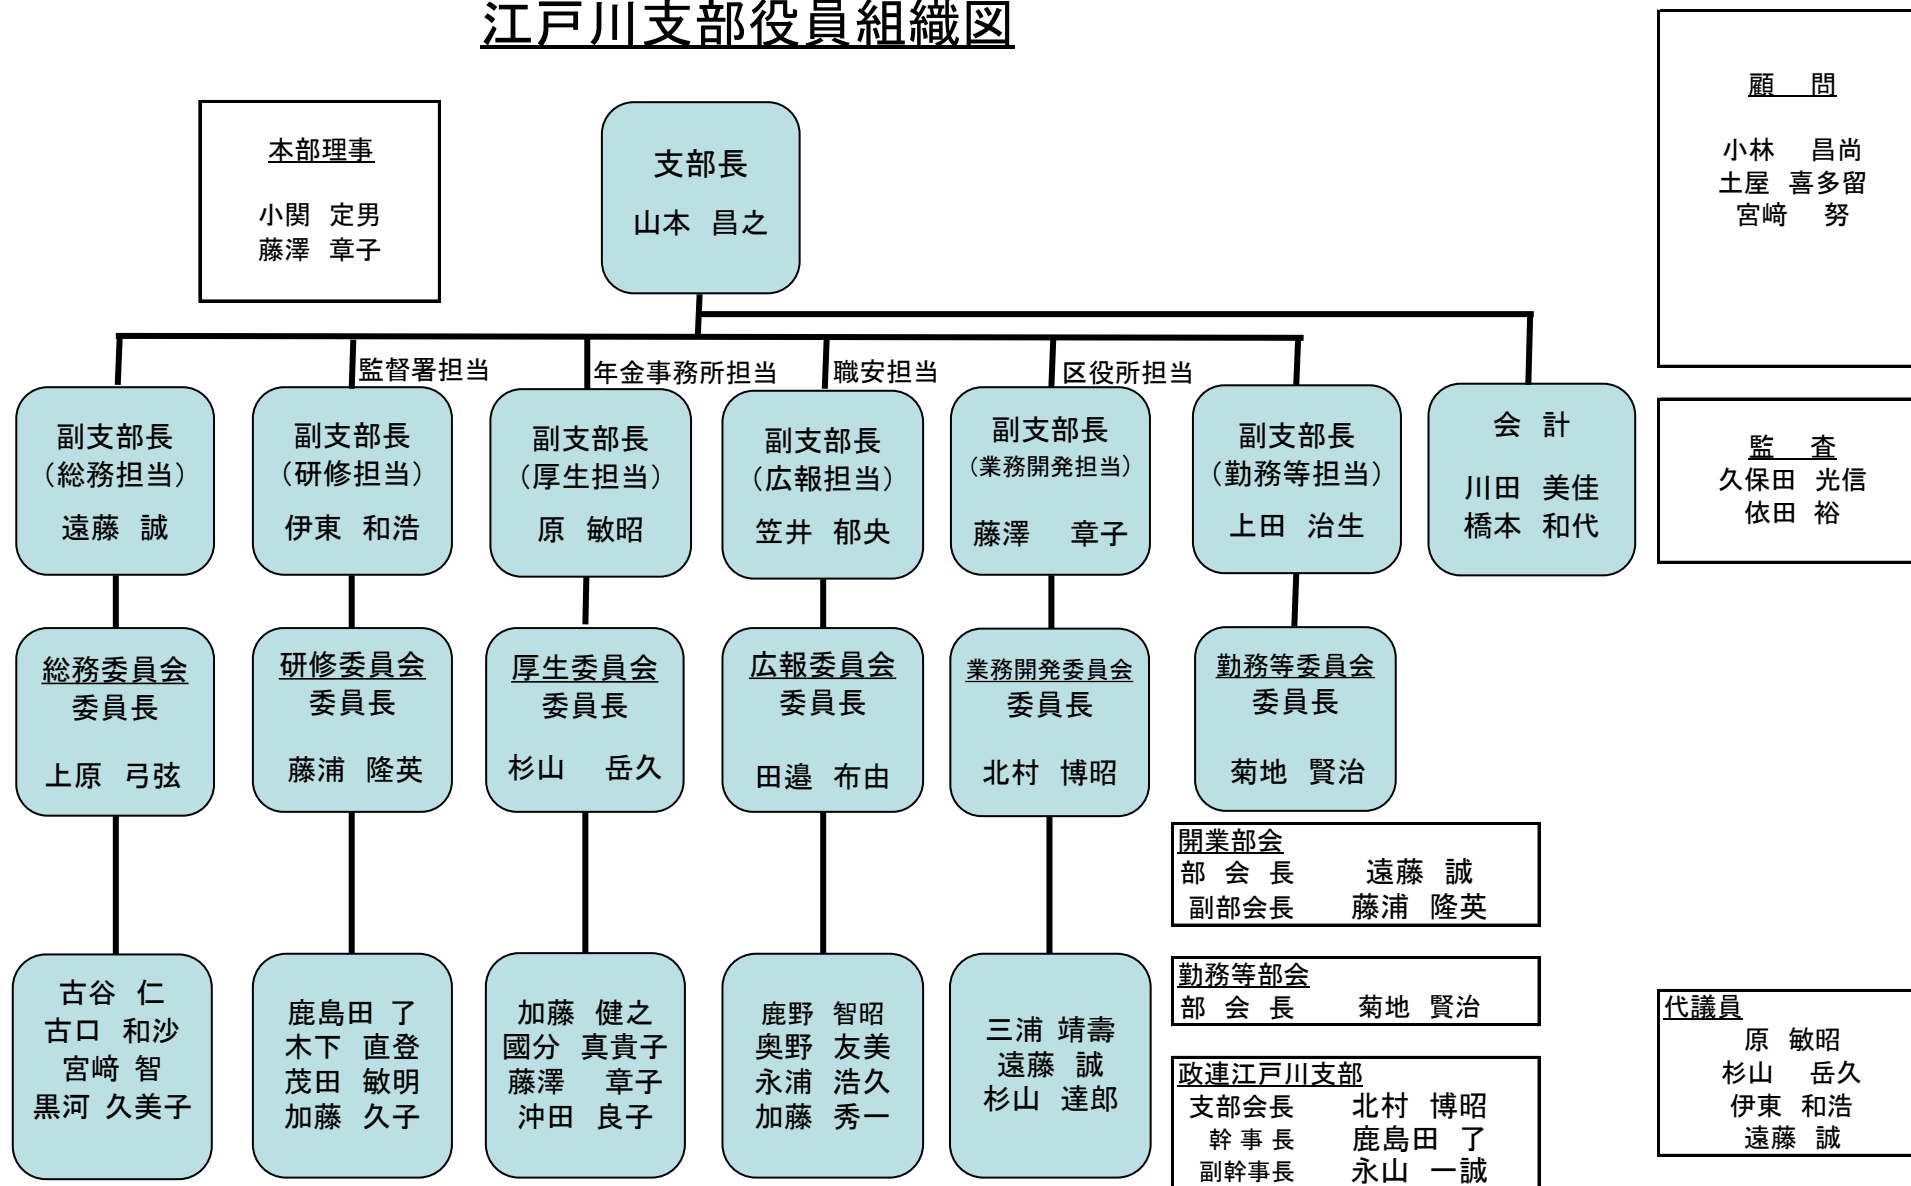 江戸川支部役員組織図
本部理事
小関 定男
藤澤 章子
支部長
山本 昌之
顧 問
小林 昌尚
土屋 喜多留
宮﨑 努
監 査
久保田 光信
依田 裕
監督署担当
年金事務所担当
職安担当
区役所担当
副支部長
（総務担当）
遠藤 誠
副支部長
（研修担当）
伊東 和浩
副支部長
（厚生担当）
原 敏昭
副支部長
（広報担当）
笠井 郁央
副支部長
（業務開発担当）
藤澤 章子
副支部長
（勤務等担当）
上田 治生
会 計
川田 美佳
橋本 和代
総務委員会
委員長
上原 弓弦
研修委員会
委員長
藤浦 隆英
厚生委員会
委員長
杉山 岳久
広報委員会
委員長
田邉 布由
業務開発委員会
委員長
北村 博昭
勤務等委員会
委員長
菊地 賢治
古谷 仁
古口 和沙
宮﨑 智
黒河 久美子
鹿島田 了
木下 直登
茂田 敏明
加藤 久子
加藤 健之
國分 真貴子
藤澤 章子
沖田 良子
鹿野 智昭
奥野 友美
永浦 浩久
加藤 秀一
三浦 靖壽
遠藤 誠
杉山 達郎
開業部会
部 会 長 遠藤 誠
副部会長 藤浦 隆英
勤務等部会
部 会 長 菊地 賢治
政連江戸川支部
支部会長 北村 博昭
幹 事 長 鹿島田 了
副幹事長 永山 一誠
代議員
原 敏昭
杉山 岳久
伊東 和浩
遠藤 誠